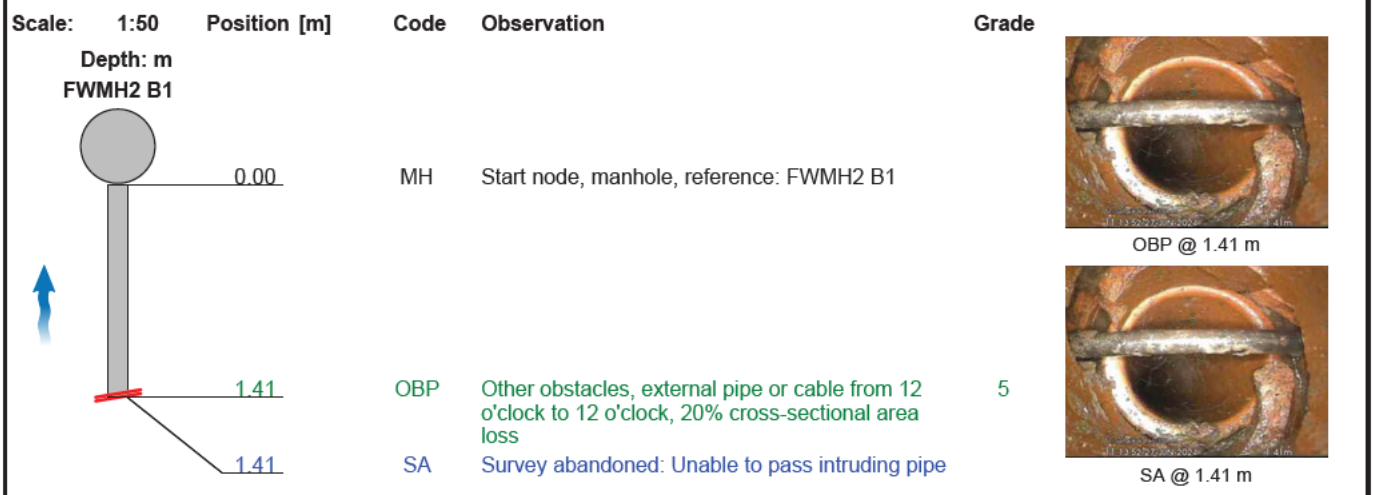 Scale: 1:50 Position [m] Code Observation Grade
Depth: m
FWMH2 B1
0.00 MH Start node, manhole, reference: FWMH2 B1
OBP @ 1.41 m
1.41 OBP Other obstacles, external pipe or cable from 12 5
o'clock to 12 o'clock, 20% cross-sectional area
loss
1.41 SA Survey abandoned: Unable to pass intruding pipe
SA @ 1.41 m